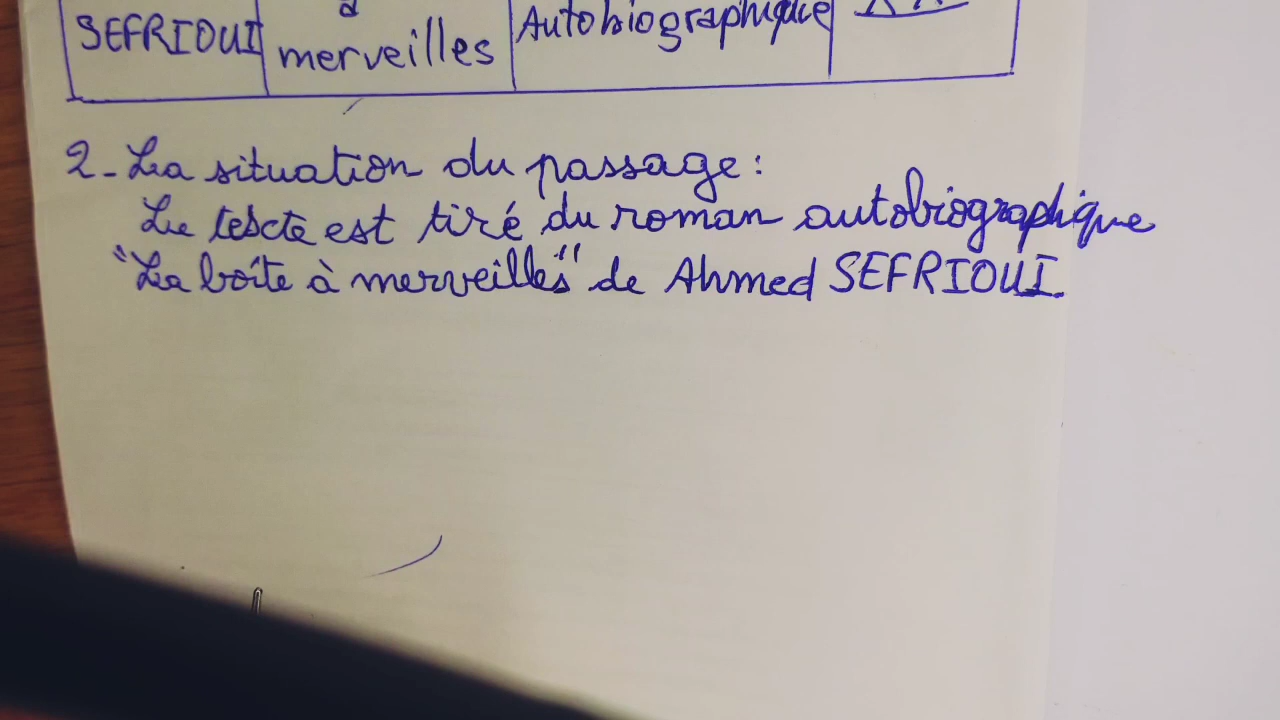 à
SEFRIOUI merveilles Autobiographique
2. La situation du passage :
Le texte est tiré du roman autobiographique
"La boîte à merveilles" de Ahmed SEFRIOUI.